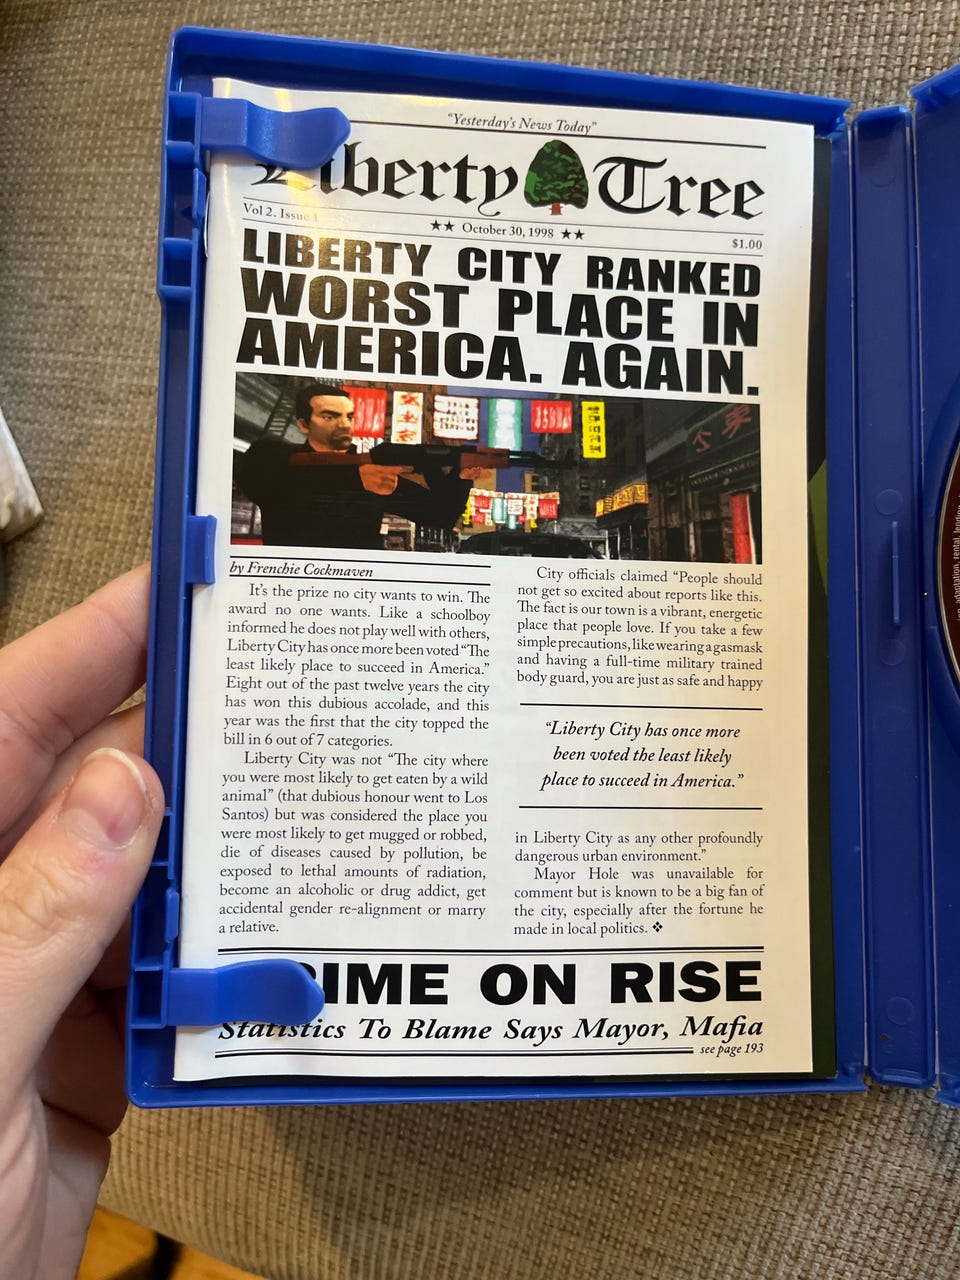 "Yesterday's News Today"
Liberty Tree
Vol 2. Issue 1
★★ October 30, 1998 ★★
$1.00
LIBERTY CITY RANKED
WORST PLACE IN
AMERICA. AGAIN.
by Frenchie Cockmaven
It's the prize no city wants to win. The
award no one wants. Like a schoolboy
informed he does not play well with others,
Liberty City has once more been voted "The
least likely place to succeed in America."
Eight out of the past twelve years the city
has won this dubious accolade, and this
year was the first that the city topped the
bill in 6 out of 7 categories.
Liberty City was not "The city where
you were most likely to get eaten by a wild
animal" (that dubious honour went to Los
Santos) but was considered the place you
were most likely to get mugged or robbed,
die of diseases caused by pollution, be
exposed to lethal amounts of radiation,
become an alcoholic or drug addict, get
accidental gender re-alignment or marry
a relative.
City officials claimed "People should
not get so excited about reports like this.
The fact is our town is a vibrant, energetic
place that people love. If you take a few
simple precautions, like wearing a gasmask
and having a full-time military trained
body guard, you are just as safe and happy
"Liberty City has once more
been voted the least likely
place to succeed in America."
in Liberty City as any other profoundly
dangerous urban environment."
Mayor Hole was unavailable for
comment but is known to be a big fan of
the city, especially after the fortune he
made in local politics. ❖
CRIME ON RISE
Statistics To Blame Says Mayor, Mafia
see page 193